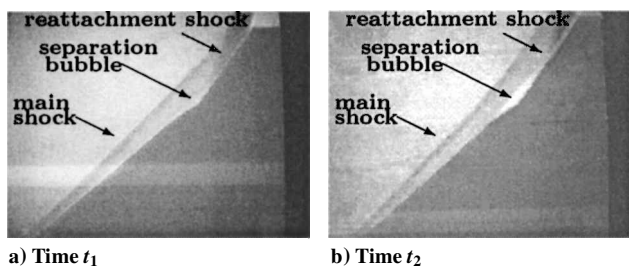 reattachment shock
separation
bubble
main
shock
a) Time t1
reattachment shock
separation
bubble
main
shock
b) Time t2